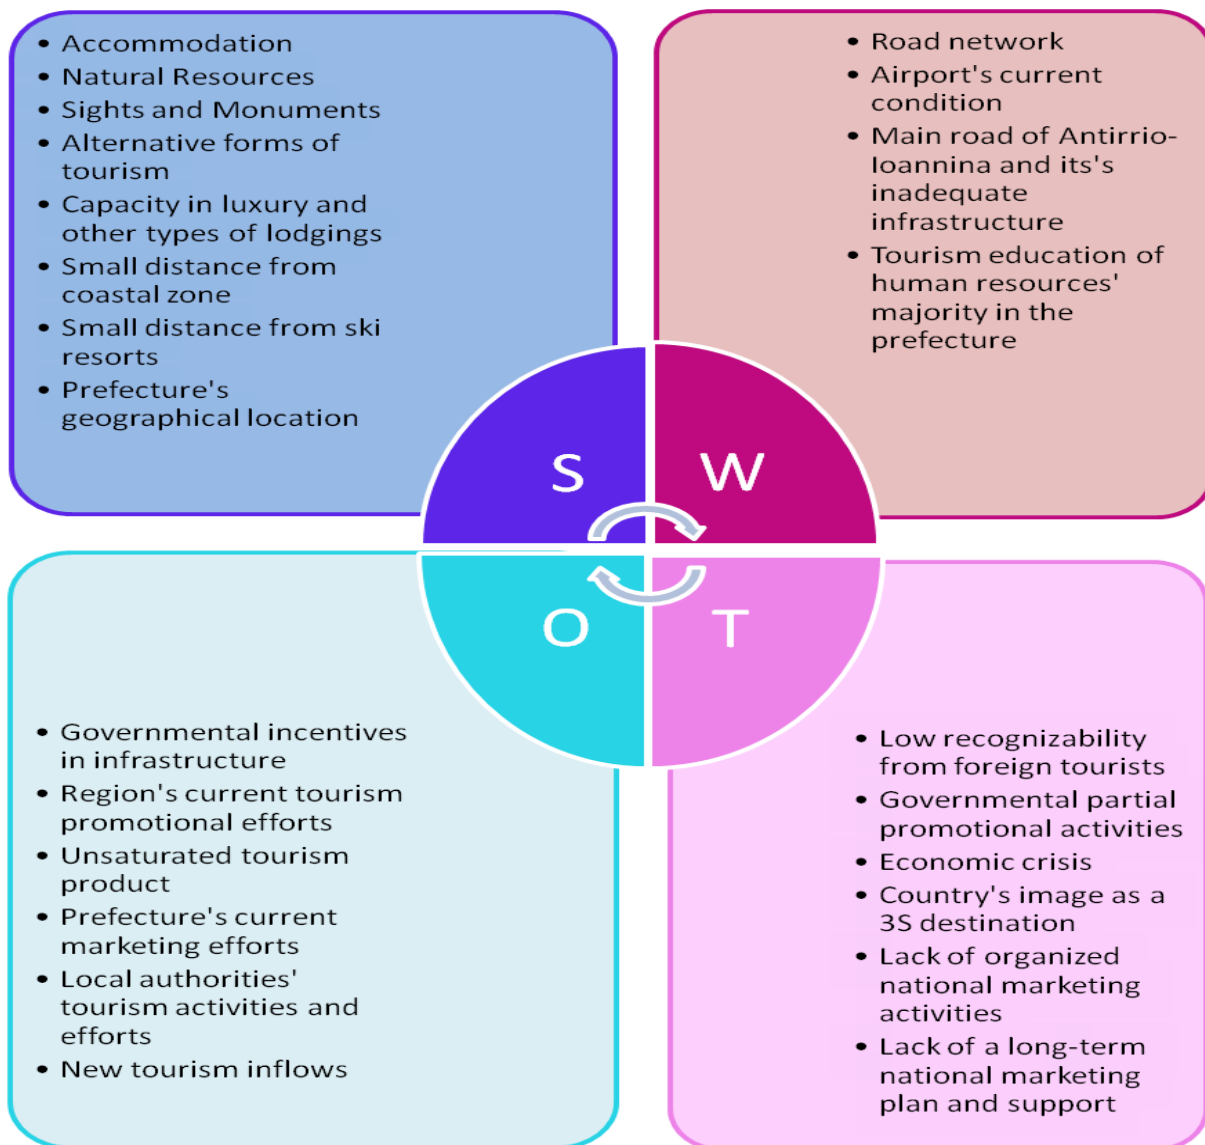 • Accommodation
• Natural Resources
• Sights and Monuments
• Alternative forms of
tourism
• Capacity in luxury and
other types of lodgings
• Small distance from
coastal zone
• Small distance from ski
resorts
• Prefecture's
geographical location
• Road network
• Airport's current
condition
• Main road of Antirrio-
Ioannina and its's
inadequate
infrastructure
• Tourism education of
human resources'
majority in the
prefecture
S
W
O
T
• Governmental incentives
in infrastructure
• Region's current tourism
promotional efforts
• Unsaturated tourism
product
• Prefecture's current
marketing efforts
• Local authorities'
tourism activities and
efforts
• New tourism inflows
• Low recognizability
from foreign tourists
• Governmental partial
promotional activities
• Economic crisis
• Country's image as a
3S destination
• Lack of organized
national marketing
activities
• Lack of a long-term
national marketing
plan and support